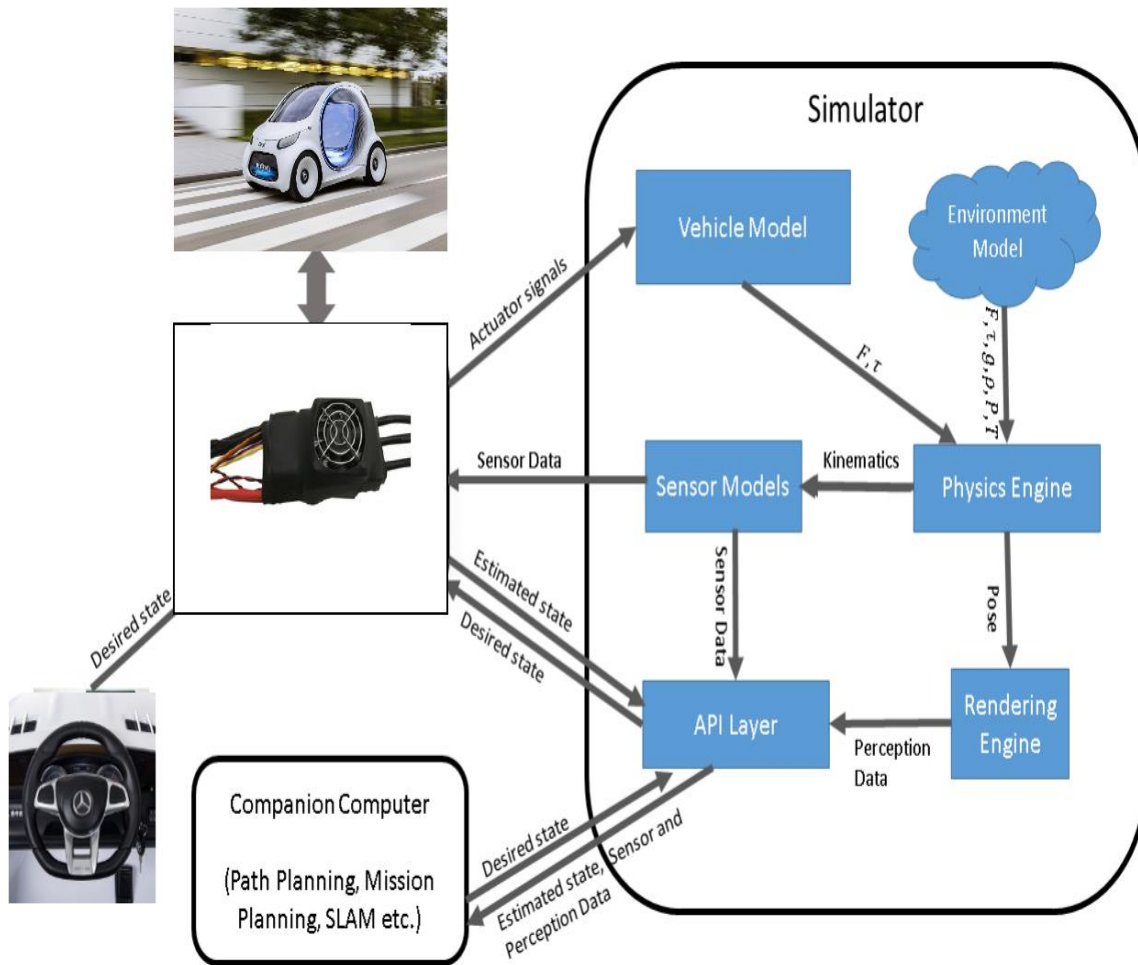 Simulator
Vehicle Model
Environment
Model
Actuator signals
F,τ
F,τ,g,ρ,P,T
Sensor Data
Sensor Models
Kinematics
Physics Engine
Estimated state
Desired state
Sensor Data
Pose
Desired state
API Layer
Perception
Data
Rendering
Engine
Companion Computer
(Path Planning, Mission
Planning, SLAM etc.)
Desired state
Estimated state, Sensor and
Perception Data